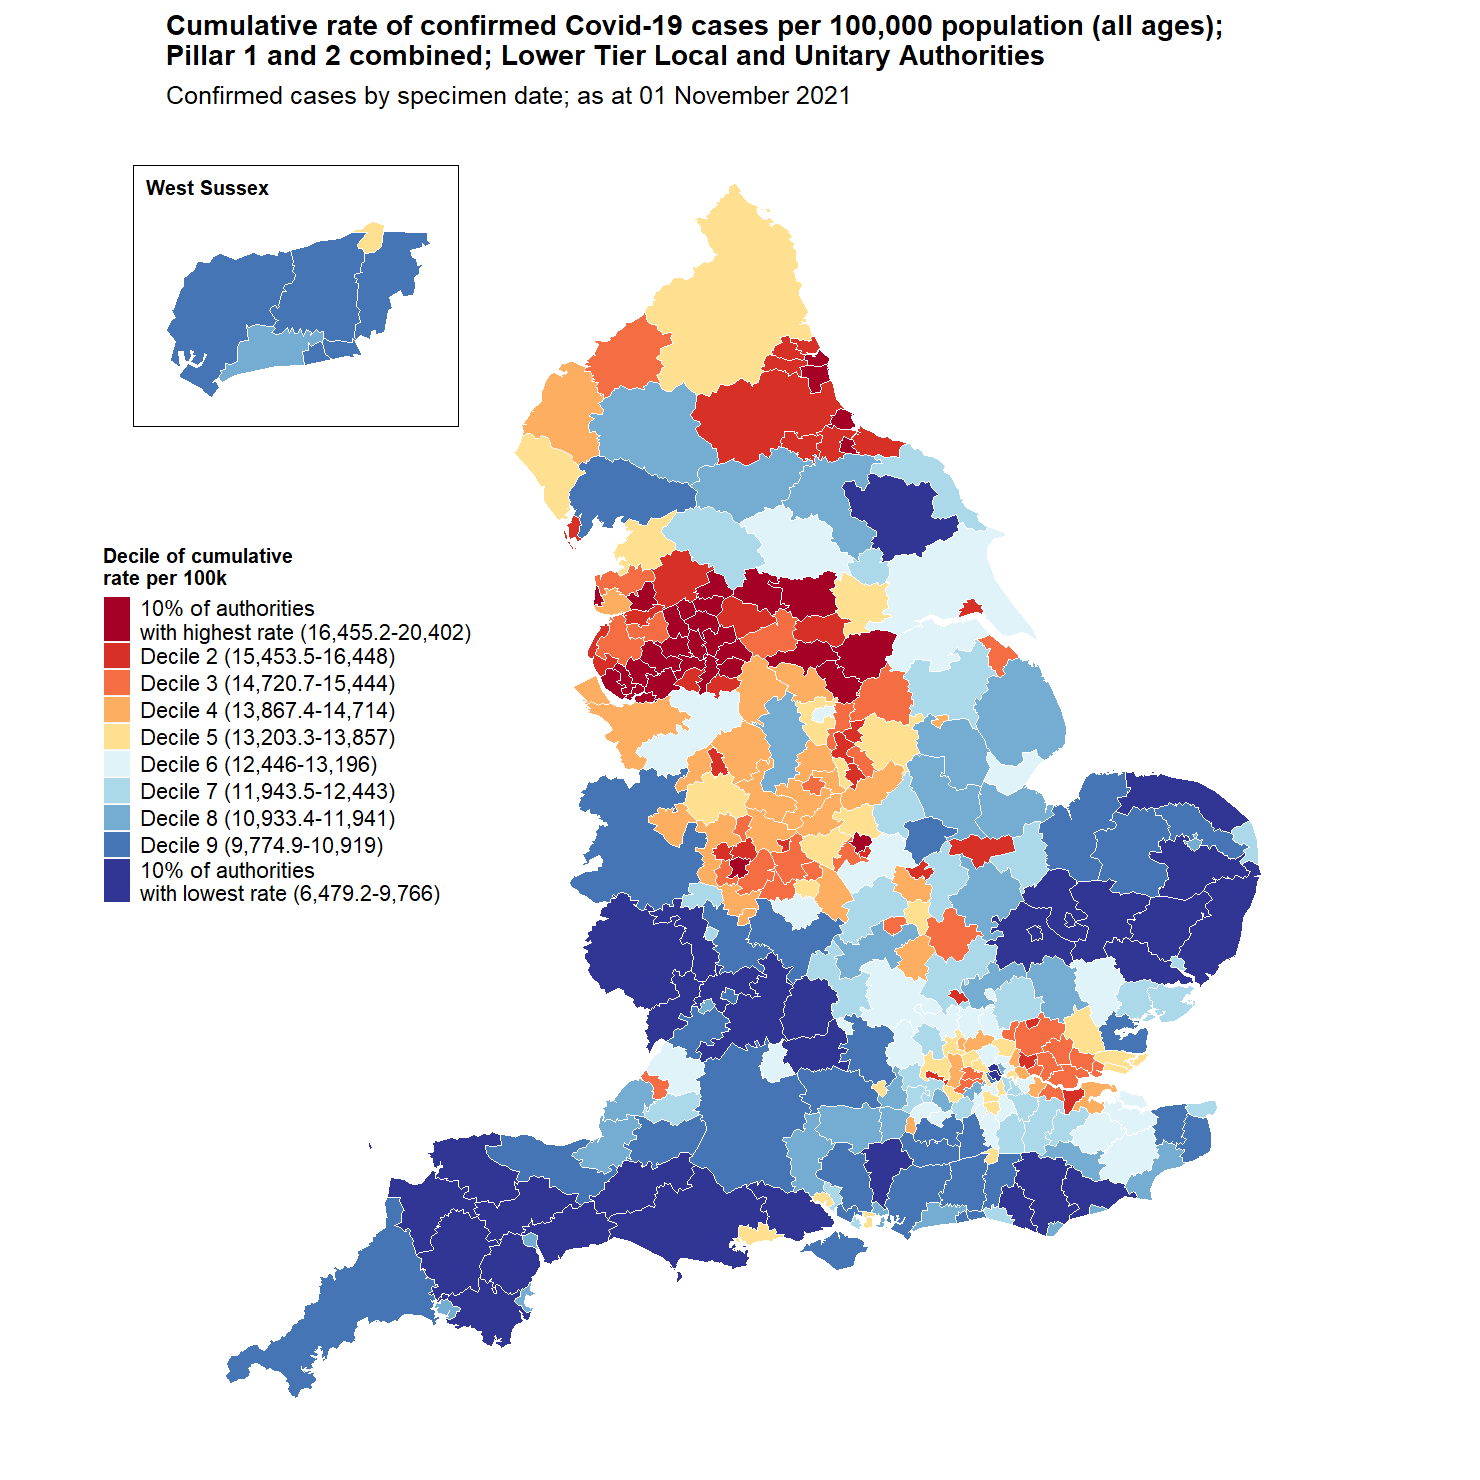 Cumulative rate of confirmed Covid-19 cases per 100,000 population (all ages);
Pillar 1 and 2 combined; Lower Tier Local and Unitary Authorities
Confirmed cases by specimen date; as at 01 November 2021
West Sussex
Decile of cumulative
rate per 100k
10% of authorities
with highest rate (16,455.2-20,402)
Decile 2 (15,453.5-16,448)
Decile 3 (14,720.7-15,444)
Decile 4 (13,867.4-14,714)
Decile 5 (13,203.3-13,857)
Decile 6 (12,446-13,196)
Decile 7 (11,943.5-12,443)
Decile 8 (10,933.4-11,941)
Decile 9 (9,774.9-10,919)
10% of authorities
with lowest rate (6,479.2-9,766)